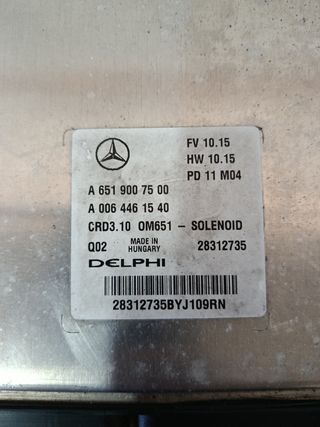 FV 10.15
HW 10.15
PD 11 M04
A 651 900 75 00
A 006 446 15 40
CRD3.10 OM651 - SOLENOID
Q02 MADE IN HUNGARY 28312735
DELPHI
28312735BYJ109RN